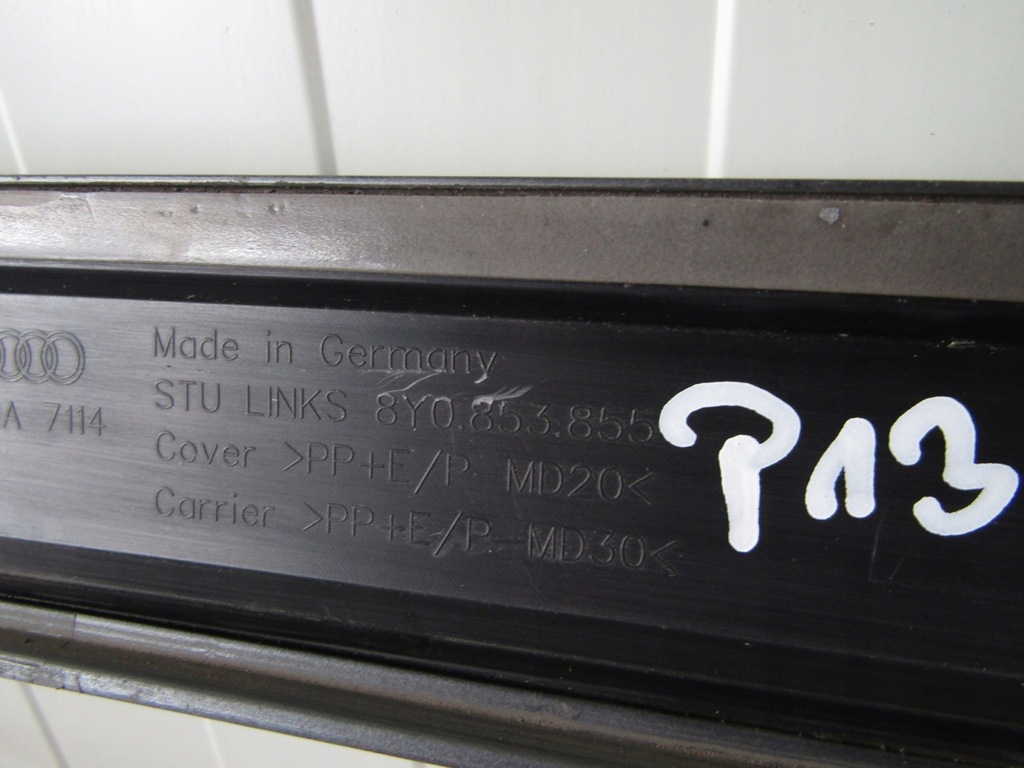 Made in Germany
STU LINKS 8Y0.853.855
A 7114
Cover >PP+E/P-MD20<
Carrier >PP+E/P-MD30<
P13